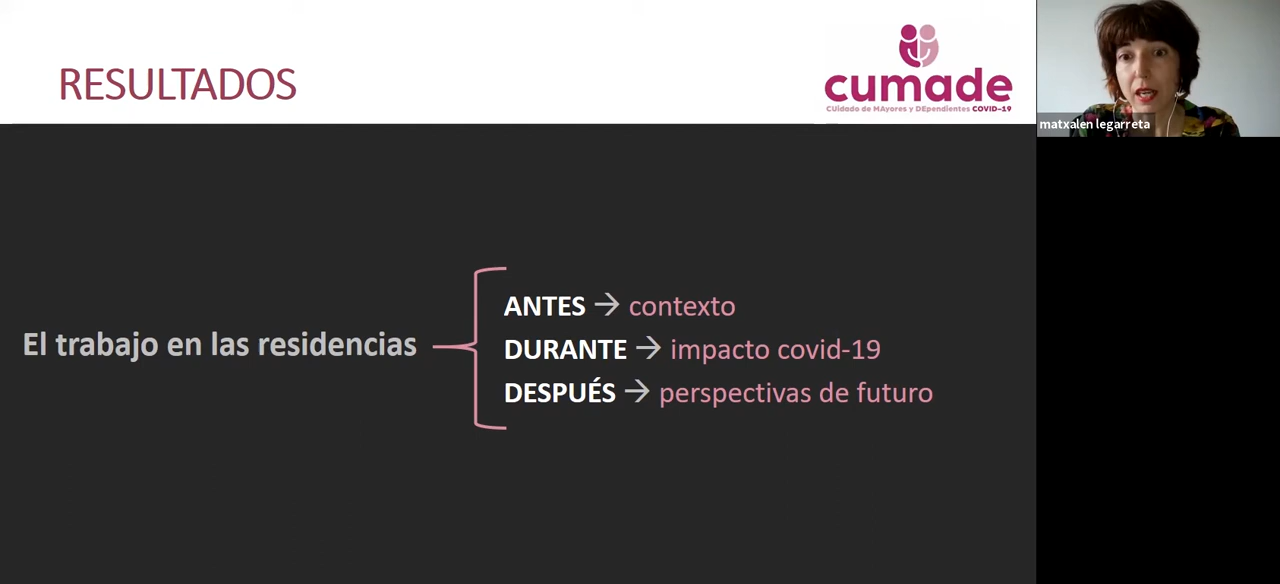 RESULTADOS
cumade
CUidado de MAyores y DEpendientes COVID-19
matxalen legarreta
El trabajo en las residencias
ANTES → contexto
DURANTE → impacto covid-19
DESPUÉS → perspectivas de futuro